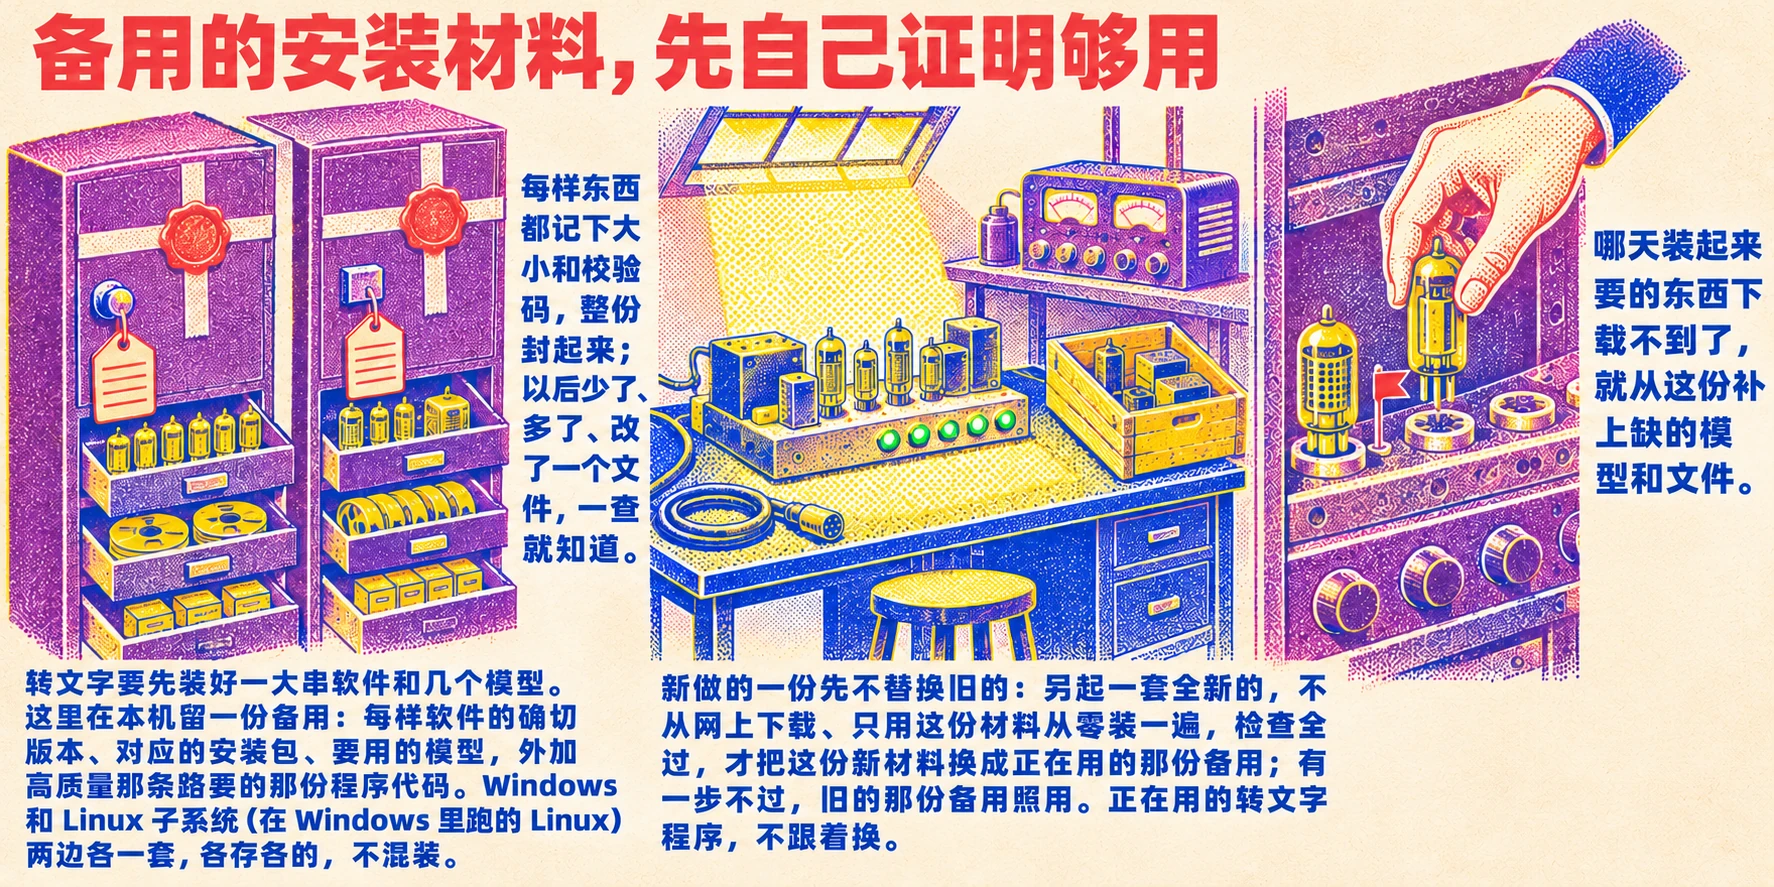 备用的安装材料，先自己证明够用
每样东西
都记下大
小和校验
码，整份
封起来；
以后少了、
多了、改
了一个文
件，一查
就知道。
转文字要先装好一大串软件和几个模型。
这里在本机留一份备用：每样软件的确切
版本、对应的安装包、要用的模型，外加
高质量那条路要的那份程序代码。Windows
和 Linux 子系统（在 Windows 里跑的 Linux）
两边各一套，各存各的，不混装。
新做的一份先不替换旧的：另起一套全新的，不
从网上下载、只用这份材料从零装一遍，检查全
过，才把这份新材料换成正在用的那份备用；有
一步不过，旧的那份备用照用。正在用的转文字
程序，不跟着换。
哪天装起来
要的东西下
载不到了，
就从这份补
上缺的模
型和文件。